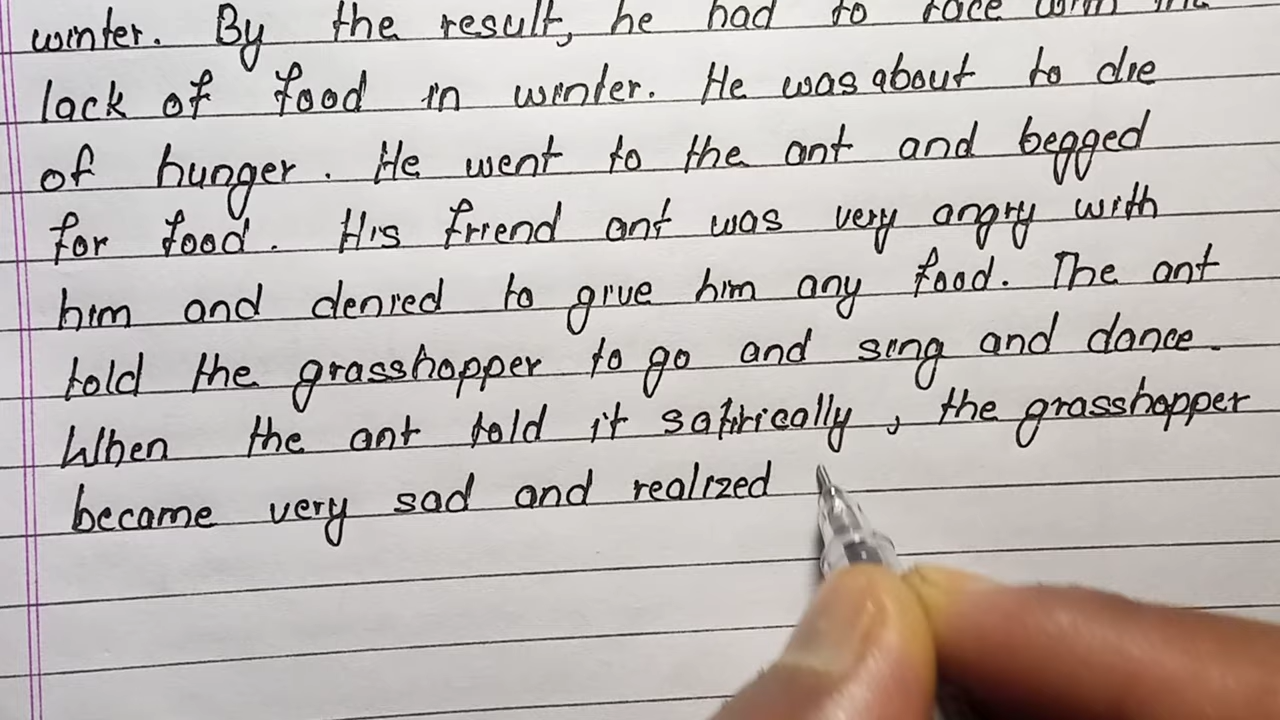 winter. By the result, he had to face with the
lack of food in winter. He was about to die
of hunger. He went to the ant and begged
for food. His friend ant was very angry with
him and denied to give him any food. The ant
told the grasshopper to go and sing and dance.
When the ant told it satirically, the grasshopper
became very sad and realized